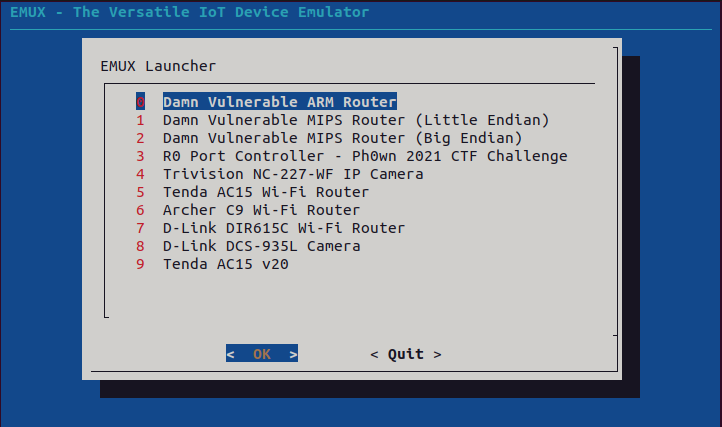 EMUX - The Versatile IoT Device Emulator
EMUX Launcher
0 Damn Vulnerable ARM Router
1 Damn Vulnerable MIPS Router (Little Endian)
2 Damn Vulnerable MIPS Router (Big Endian)
3 R0 Port Controller - Ph0wn 2021 CTF Challenge
4 Trivision NC-227-WF IP Camera
5 Tenda AC15 Wi-Fi Router
6 Archer C9 Wi-Fi Router
7 D-Link DIR615C Wi-Fi Router
8 D-Link DCS-935L Camera
9 Tenda AC15 v20
< OK > < Quit >